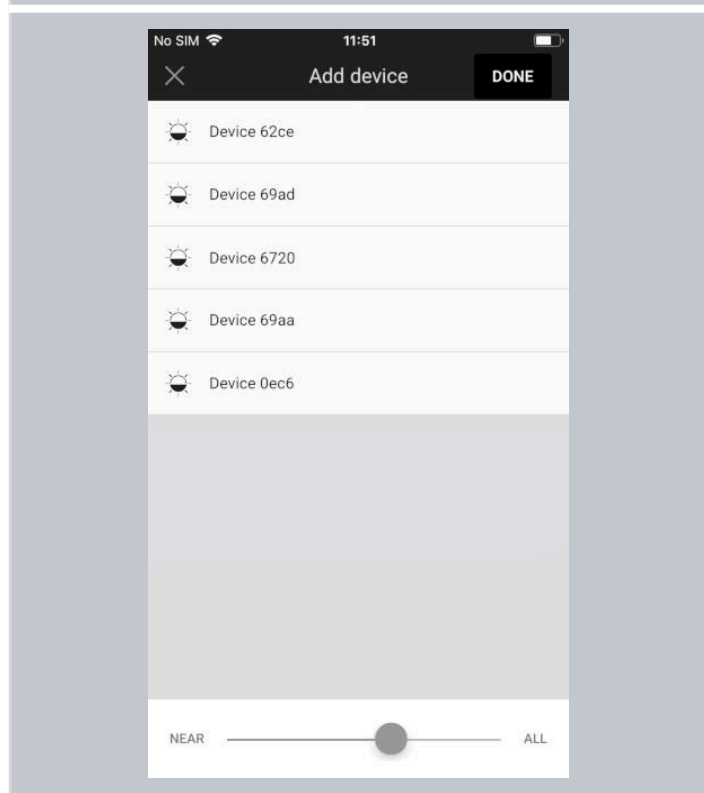 No SIM 11:51
Add device DONE
Device 62ce
Device 69ad
Device 6720
Device 69aa
Device 0ec6
NEAR ALL